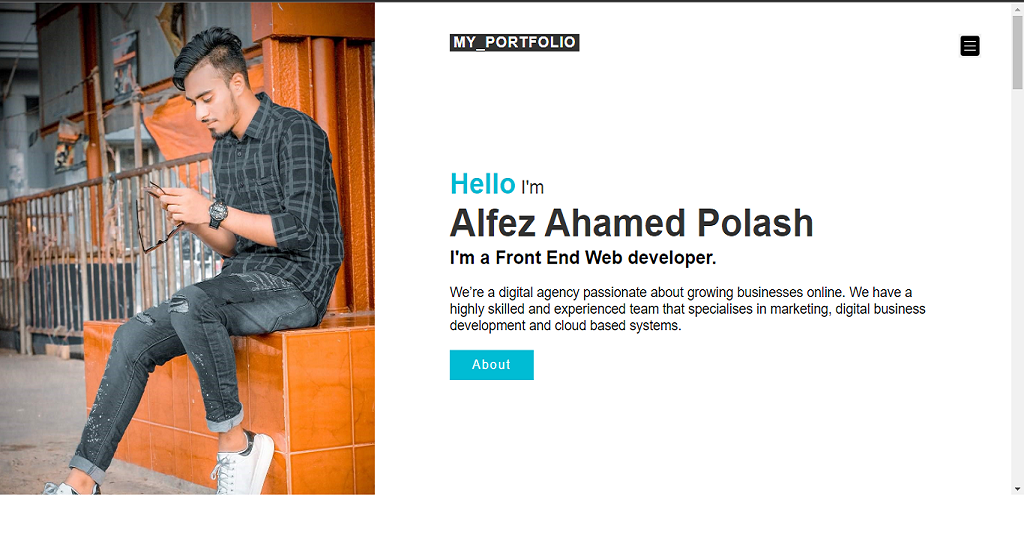 MY_PORTFOLIO
Hello I'm
Alfez Ahamed Polash
I'm a Front End Web developer.
We're a digital agency passionate about growing businesses online. We have a
highly skilled and experienced team that specialises in marketing, digital business
development and cloud based systems.
About